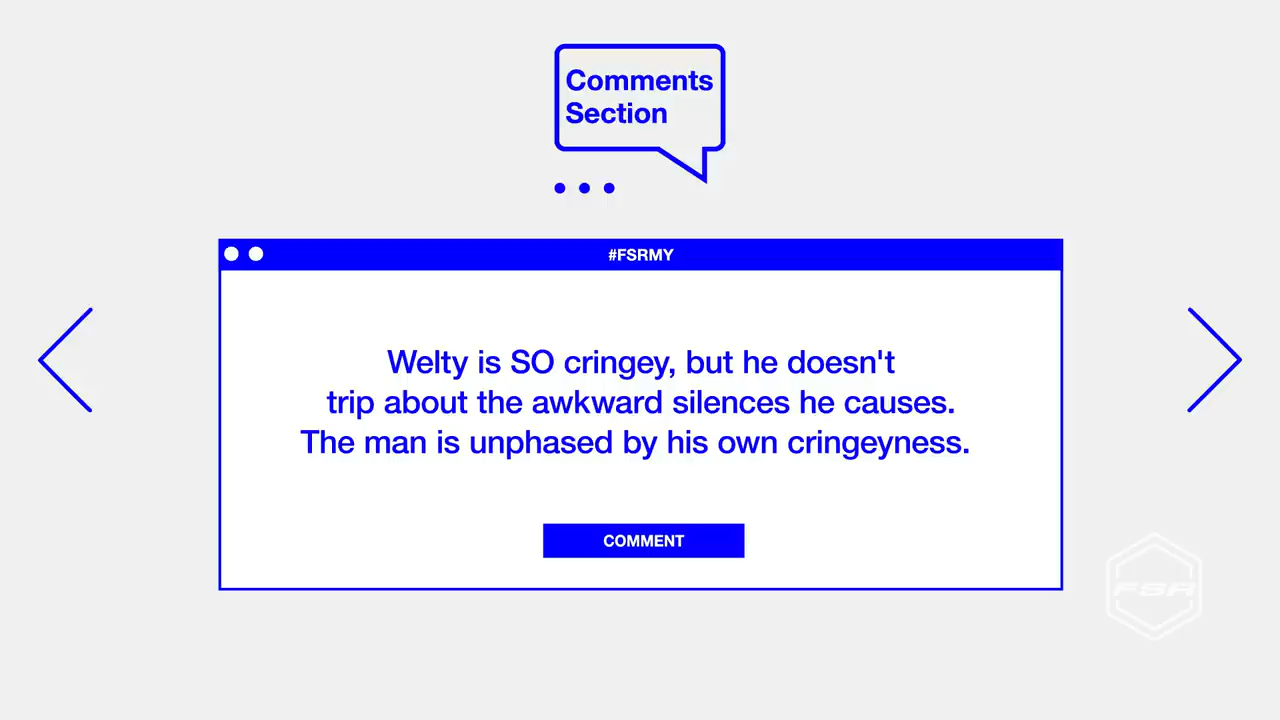 Comments
Section
#FSRMY
Welty is SO cringey, but he doesn't
trip about the awkward silences he causes.
The man is unphased by his own cringeyness.
COMMENT
FSR